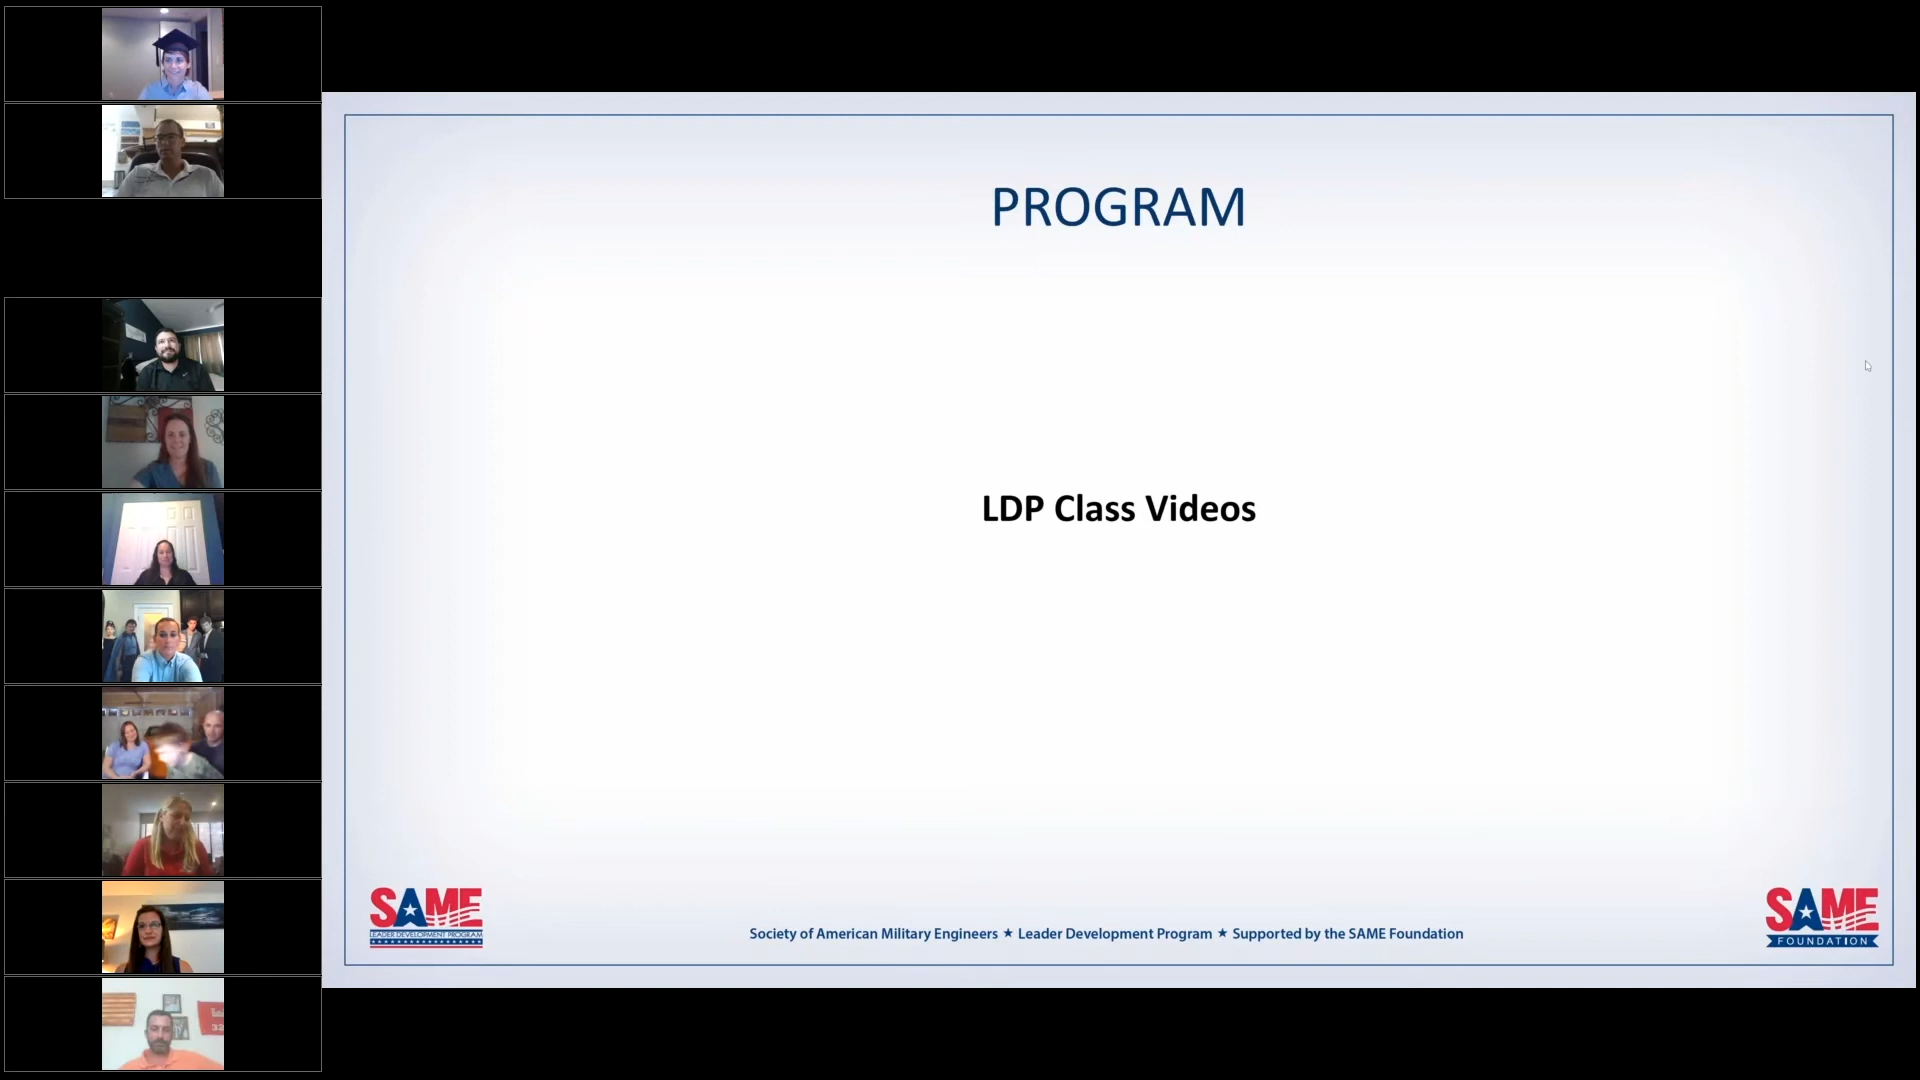 PROGRAM
LDP Class Videos
SAME
LEADER DEVELOPMENT PROGRAM
Society of American Military Engineers ★ Leader Development Program ★ Supported by the SAME Foundation
SAME
FOUNDATION
32